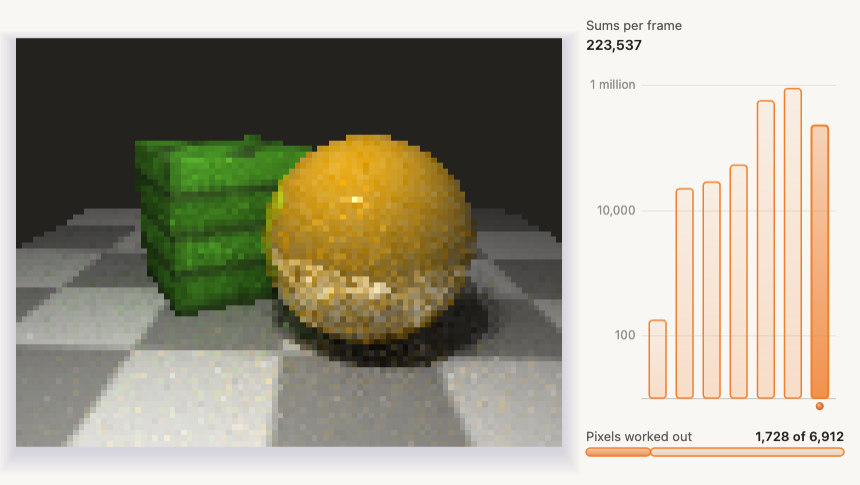 Sums per frame
223,537
1 million
10,000
100
Pixels worked out
1,728 of 6,912